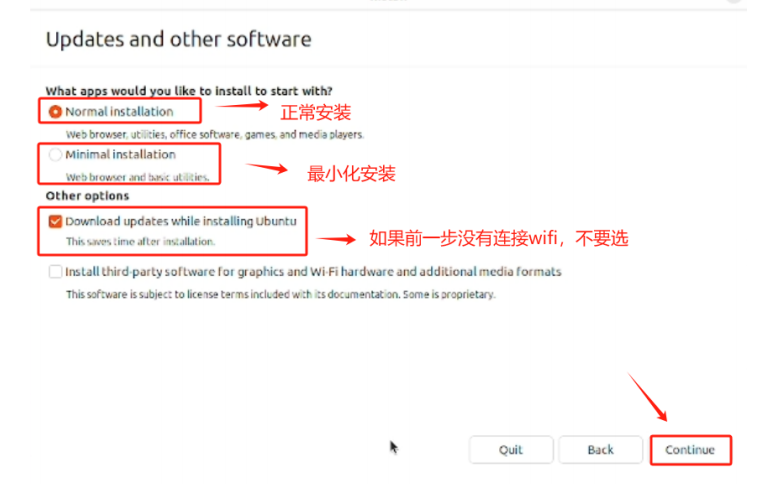 Updates and other software
What apps would you like to install to start with?
Normal installation
正常安装
Web browser, utilities, office software, games, and media players.
Minimal installation
最小化安装
Web browser and basic utilities.
Other options
Download updates while installing Ubuntu
如果前一步没有连接wifi，不要选
This saves time after installation.
Install third-party software for graphics and Wi-Fi hardware and additional media formats
This software is subject to license terms included with its documentation. Some is proprietary.
Quit Back Continue